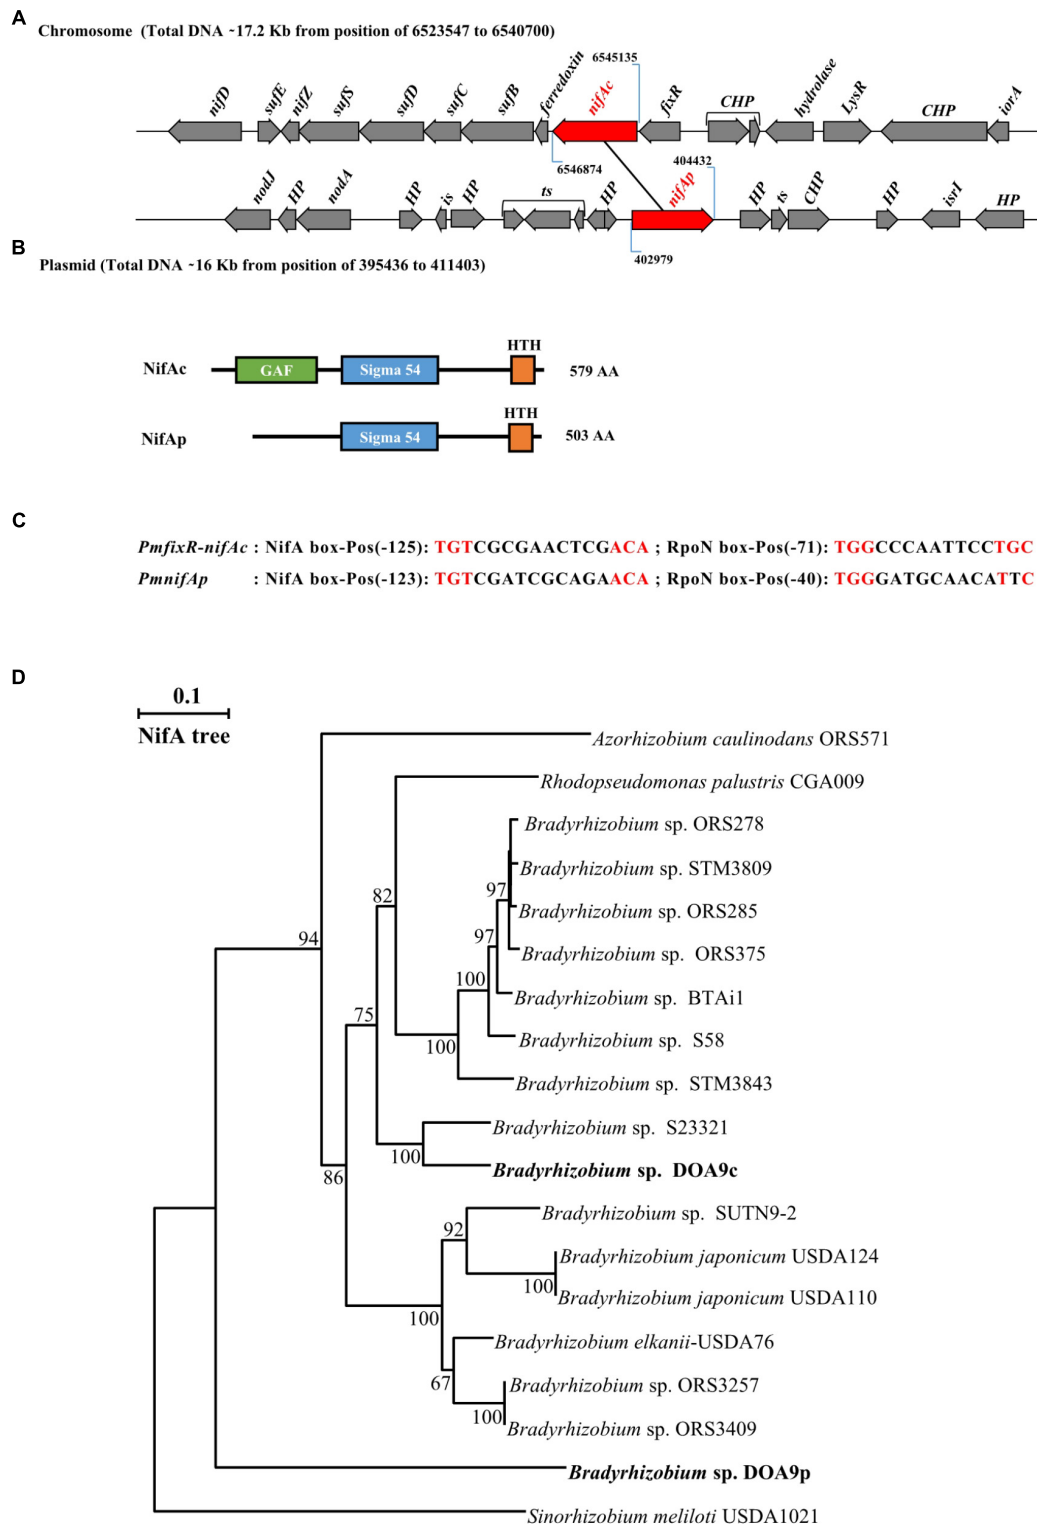 A
Chromosome (Total DNA ~17.2 Kb from position of 6523547 to 6540700)
nifD sufE nifZ sufS sufD sufC sufB ferredoxin nifAc 6545135 fixR CHP hydrolase LysR CHP iorA
6546874 404432
nodJ HP nodA HP is HP ts HP nifAp HP ts CHP HP isrI HP
402979
B
Plasmid (Total DNA ~16 Kb from position of 395436 to 411403)
HTH
NifAc GAF Sigma 54 579 AA
HTH
NifAp Sigma 54 503 AA
C
PmfixR-nifAc : NifA box-Pos(-125): TGTCGCGAACTCGACA ; RpoN box-Pos(-71): TGGCCCAATTCCTGC
PmnifAp : NifA box-Pos(-123): TGTCGATCGCAGAACA ; RpoN box-Pos(-40): TGGGATGCAACATTC
D
0.1
NifA tree
Azorhizobium caulinodans ORS571
Rhodopseudomonas palustris CGA009
Bradyrhizobium sp. ORS278
Bradyrhizobium sp. STM3809
97
82
Bradyrhizobium sp. ORS285
97
94
Bradyrhizobium sp. ORS375
100
Bradyrhizobium sp. BTAi1
75
Bradyrhizobium sp. S58
100
Bradyrhizobium sp. STM3843
Bradyrhizobium sp. S23321
100
Bradyrhizobium sp. DOA9c
86
Bradyrhizobium sp. SUTN9-2
92
Bradyrhizobium japonicum USDA124
100
Bradyrhizobium japonicum USDA110
100
Bradyrhizobium elkanii-USDA76
67
Bradyrhizobium sp. ORS3257
100
Bradyrhizobium sp. ORS3409
Bradyrhizobium sp. DOA9p
Sinorhizobium meliloti USDA1021